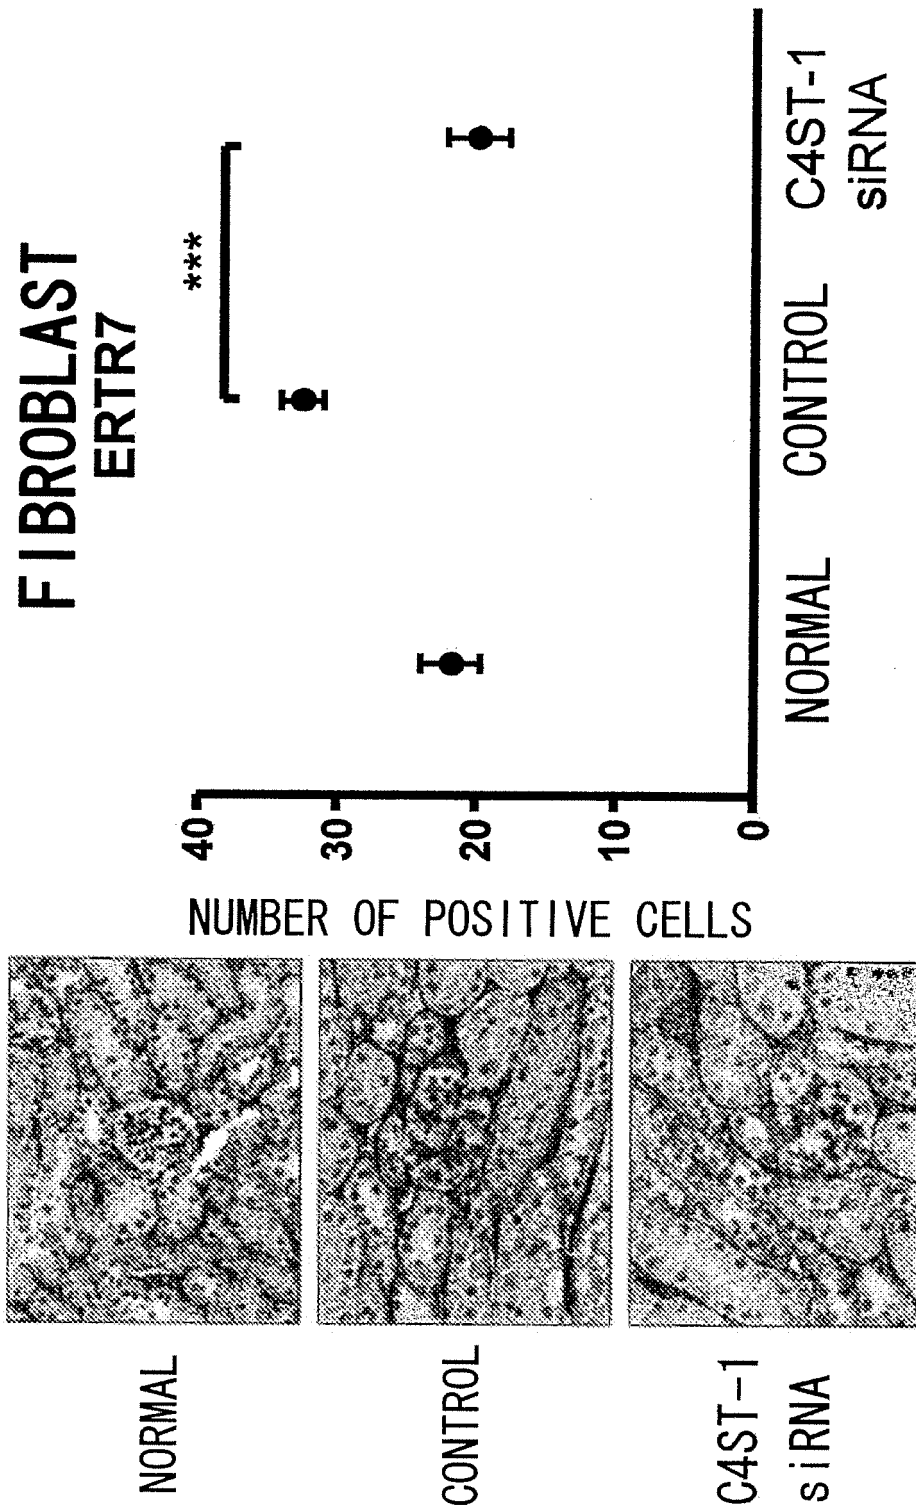 FIBROBLAST
ERTR7
***
NUMBER OF POSITIVE CELLS
40
30
20
10
0
NORMAL
CONTROL
C4ST-1
siRNA
NORMAL
CONTROL
C4ST-1
siRNA